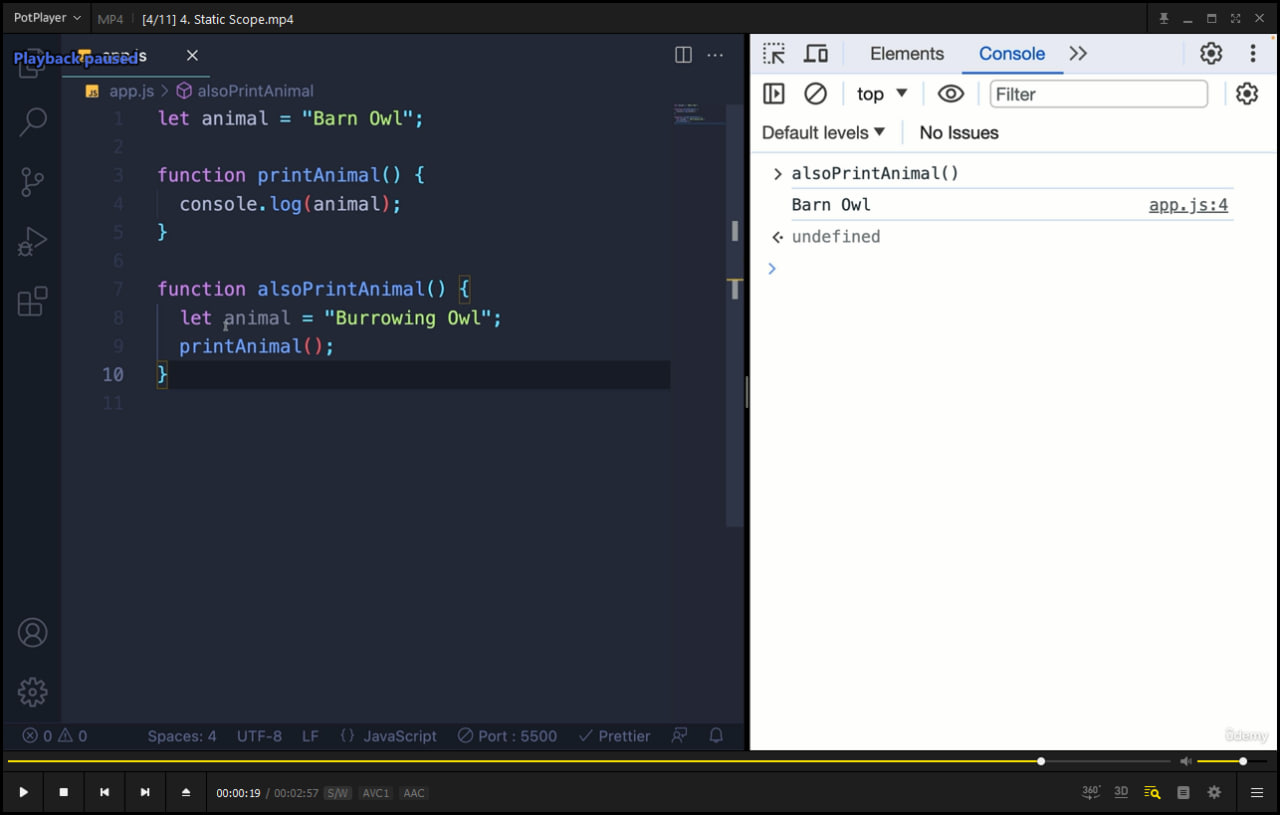 PotPlayer MP4 [4/11] 4. Static Scope.mp4
Playback paused
app.js > alsoPrintAnimal
1 let animal = "Barn Owl";
2
3 function printAnimal() {
4 console.log(animal);
5 }
6
7 function alsoPrintAnimal() {
8 let animal = "Burrowing Owl";
9 printAnimal();
10 }
11
0 0 Spaces: 4 UTF-8 LF {} JavaScript Port : 5500 Prettier
Elements Console
top Filter
Default levels No Issues
> alsoPrintAnimal()
Barn Owl app.js:4
undefined
>
ûdemy
00:00:19 / 00:02:57 S/W AVC1 AAC 360° 3D